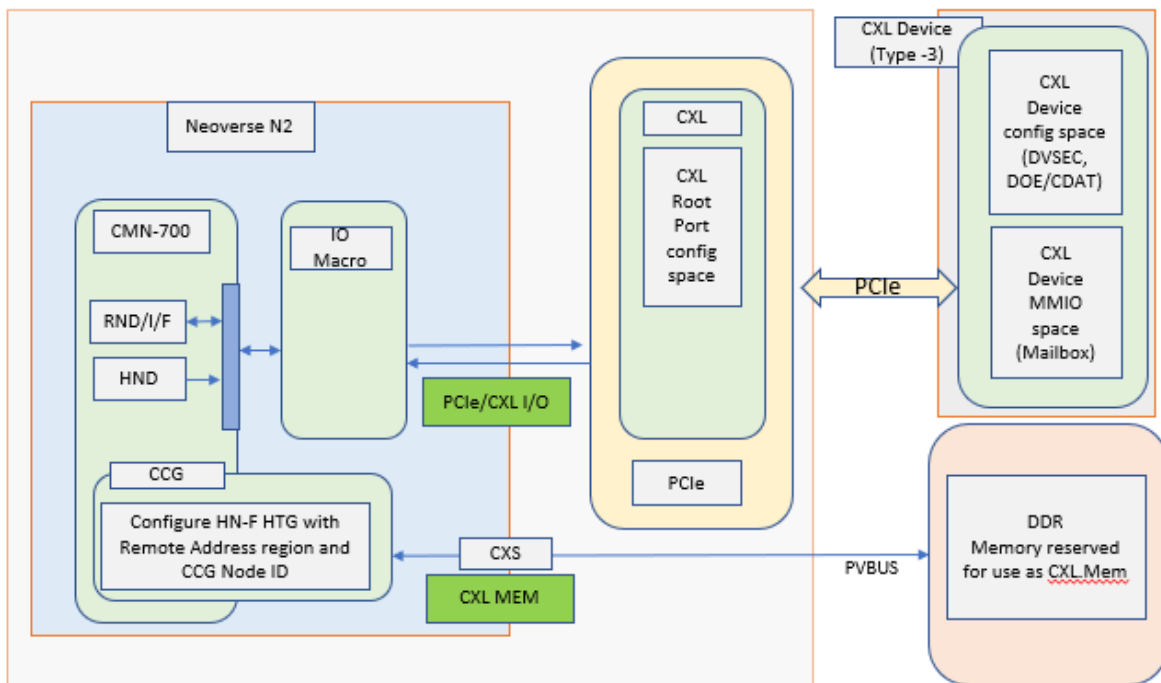 Neoverse N2
CMN-700
RND/I/F
HND
IO
Macro
PCIe/CXL I/O
CCG
Configure HN-F HTG with
Remote Address region and
CCG Node ID
CXS
CXL MEM
CXL
CXL
Root
Port
config
space
PCIe
PCIe
CXL Device
(Type -3)
CXL
Device
config space
(DVSEC,
DOE/CDAT)
CXL
Device
MMIO
space
(Mailbox)
PVBUS
DDR
Memory reserved
for use as CXL.Mem